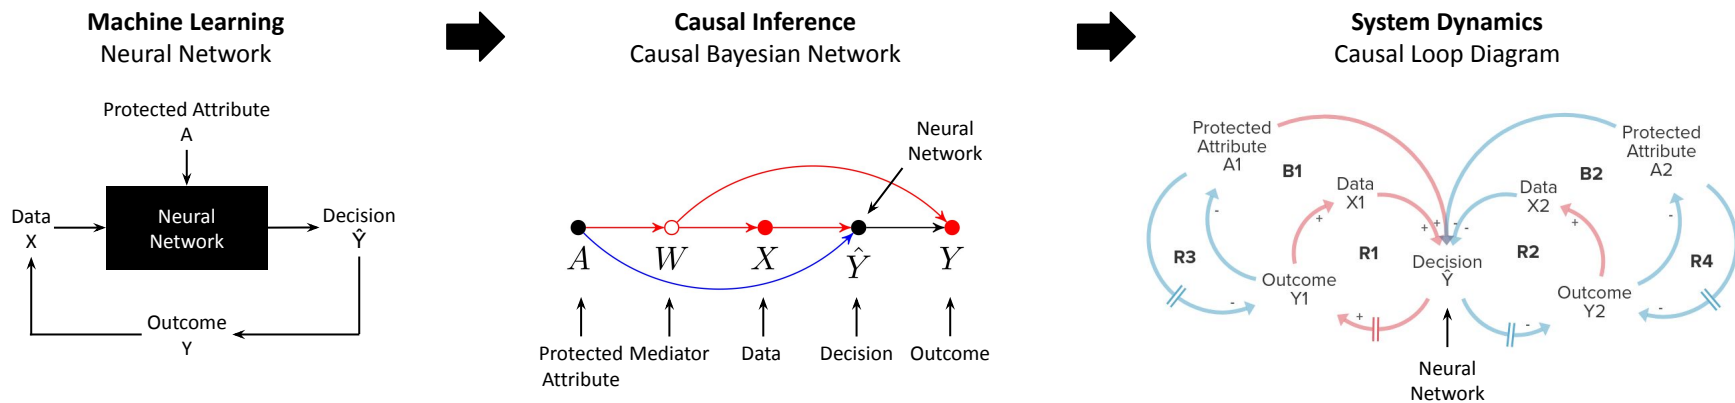 Machine Learning
Neural Network
Protected Attribute
A
Data
X
Neural
Network
Decision
Ŷ
Outcome
Y
Causal Inference
Causal Bayesian Network
Neural
Network
A
W
X
Ŷ
Y
Protected
Attribute
Mediator
Data
Decision
Outcome
System Dynamics
Causal Loop Diagram
Protected
Attribute
A1
B1
Data
X1
+
-
+
+
-
-
R3
R1
Outcome
Y1
-
+
Decision
Ŷ
Protected
Attribute
A2
B2
Data
X2
+
-
R2
R4
Outcome
Y2
-
-
Neural
Network